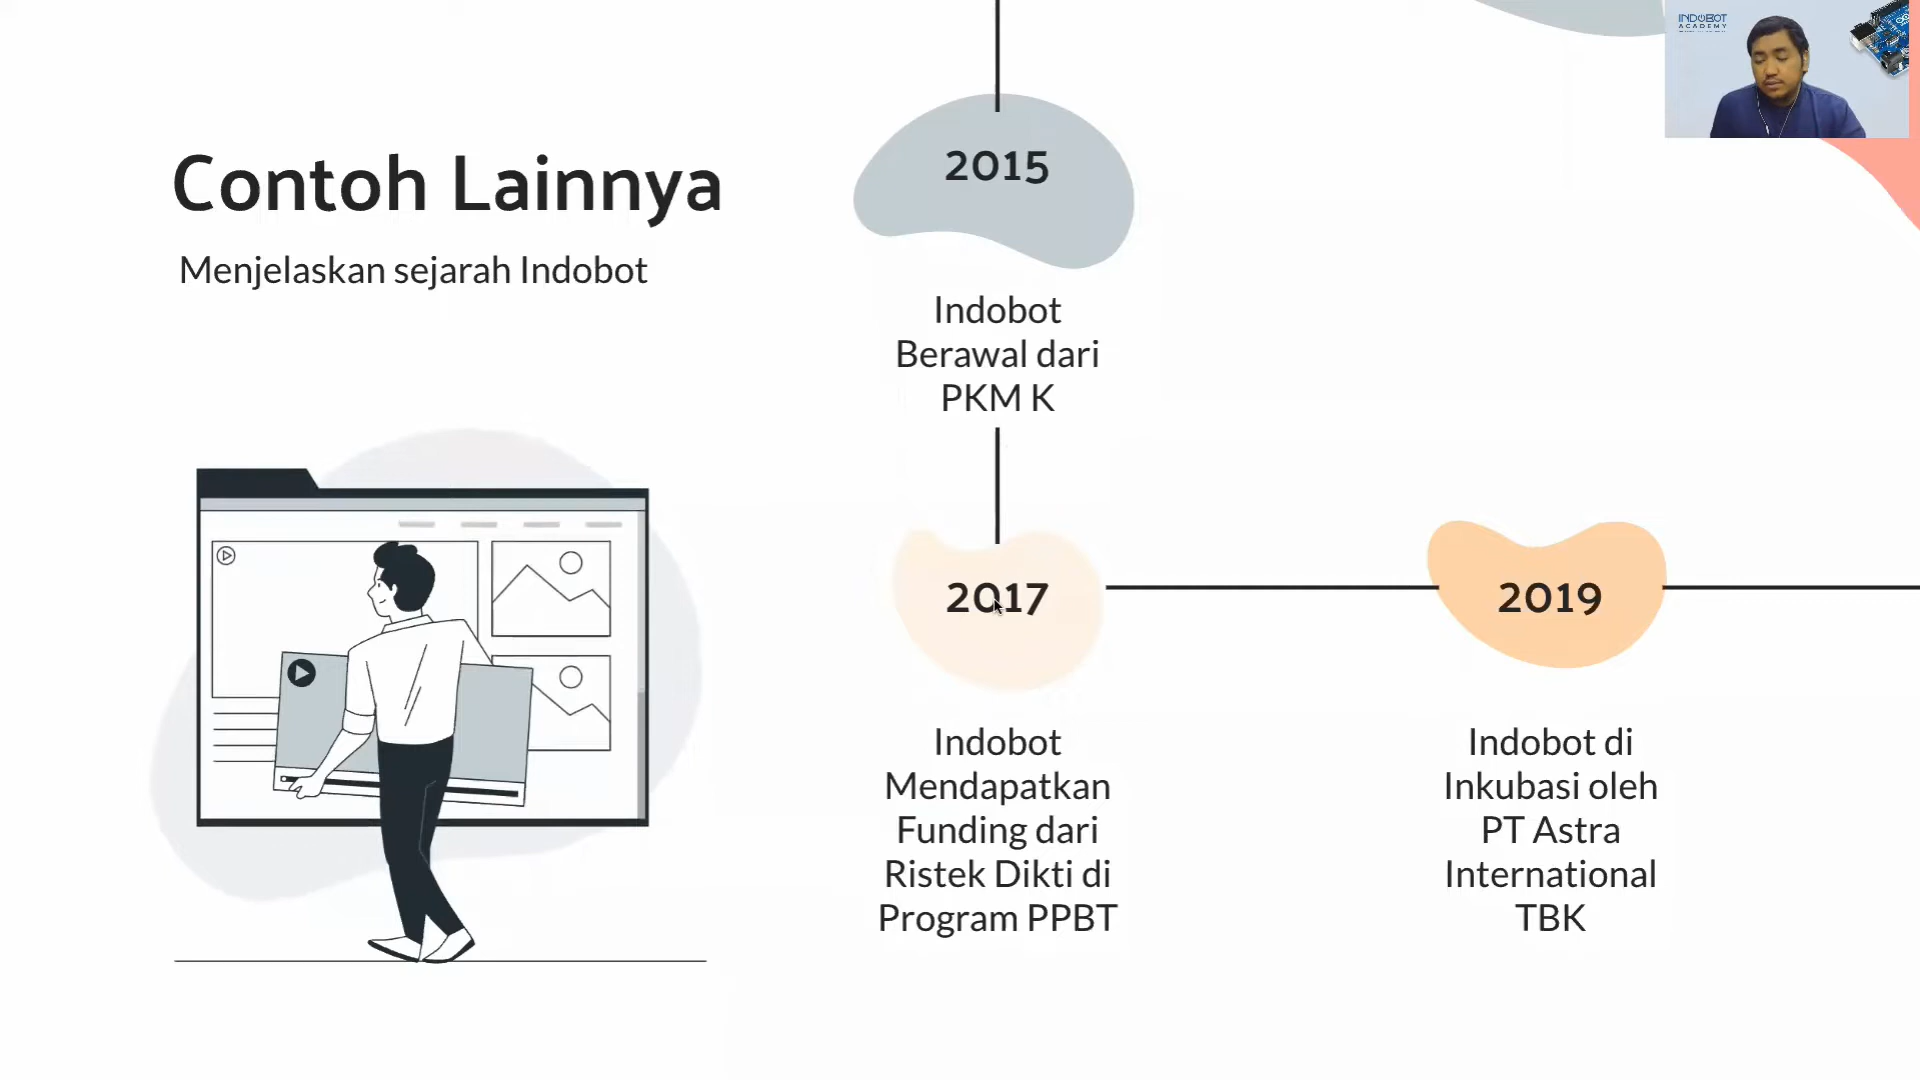 Contoh Lainnya
Menjelaskan sejarah Indobot
2015
Indobot
Berawal dari
PKM K
2017
Indobot
Mendapatkan
Funding dari
Ristek Dikti di
Program PPBT
2019
Indobot di
Inkubasi oleh
PT Astra
International
TBK
INDOBOT
ACADEMY